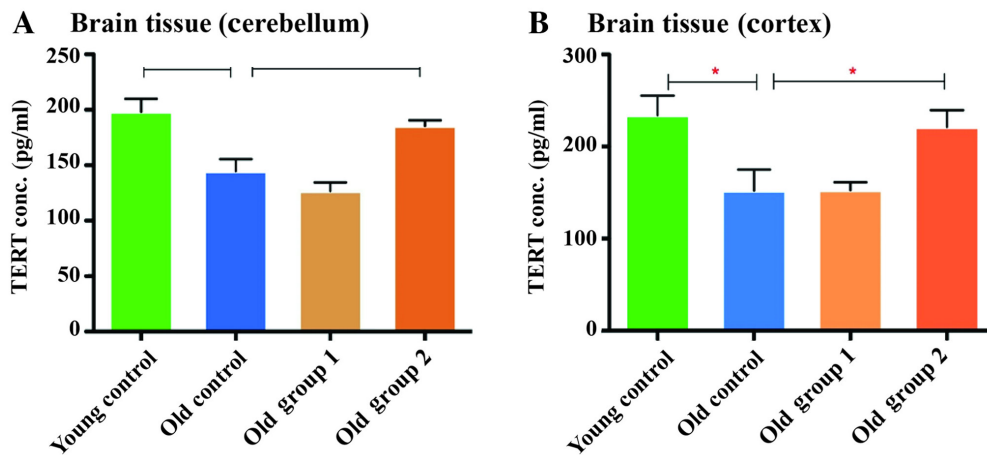 A Brain tissue (cerebellum)
TERT conc. (pg/ml)
250
200
150
100
50
0
Young control
Old control
Old group 1
Old group 2
B Brain tissue (cortex)
TERT conc. (pg/ml)
300
200
100
0
* *
Young control
Old control
Old group 1
Old group 2